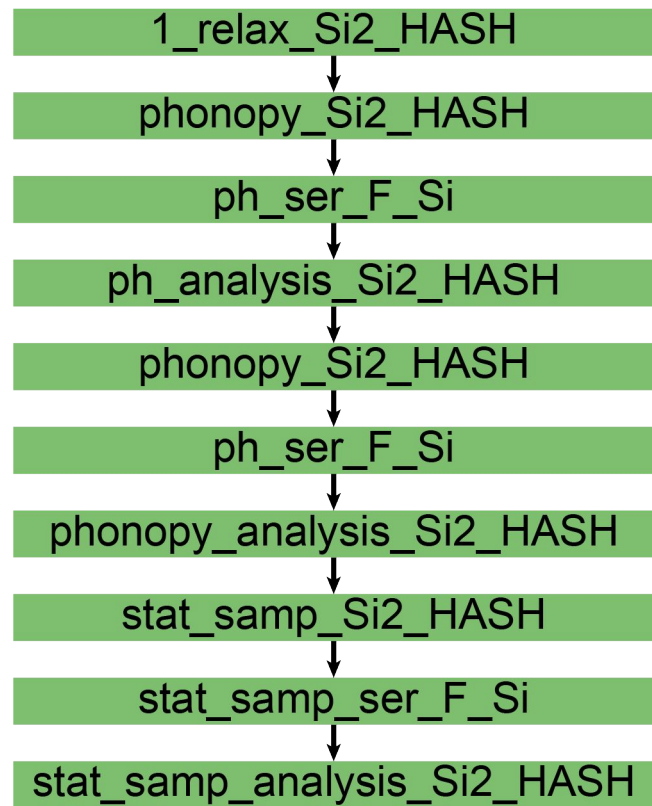 1_relax_Si2_HASH
phonopy_Si2_HASH
ph_ser_F_Si
ph_analysis_Si2_HASH
phonopy_Si2_HASH
ph_ser_F_Si
phonopy_analysis_Si2_HASH
stat_samp_Si2_HASH
stat_samp_ser_F_Si
stat_samp_analysis_Si2_HASH